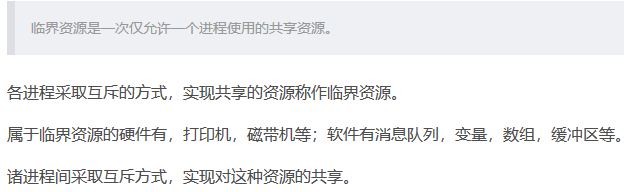 临界资源是一次仅允许一个进程使用的共享资源。
各进程采取互斥的方式，实现共享的资源称作临界资源。
属于临界资源的硬件有，打印机，磁带机等；软件有消息队列，变量，数组，缓冲区等。
诸进程间采取互斥方式，实现对这种资源的共享。